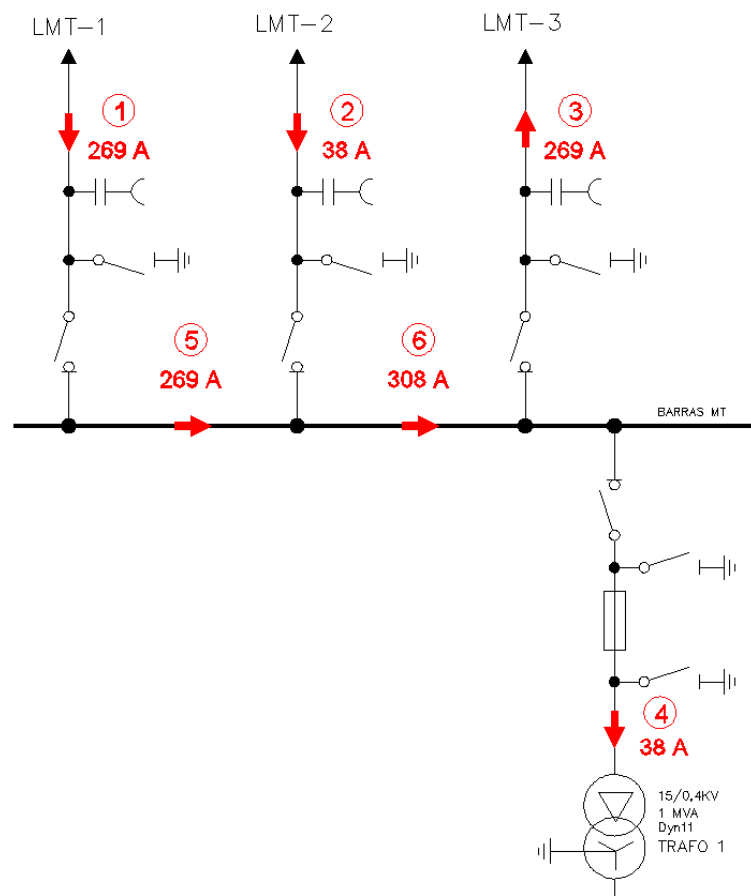 LMT-1
LMT-2
LMT-3
1
269 A
2
38 A
3
269 A
5
269 A
6
308 A
BARRAS MT
4
38 A
15/0,4KV
1 MVA
Dyn11
TRAFO 1